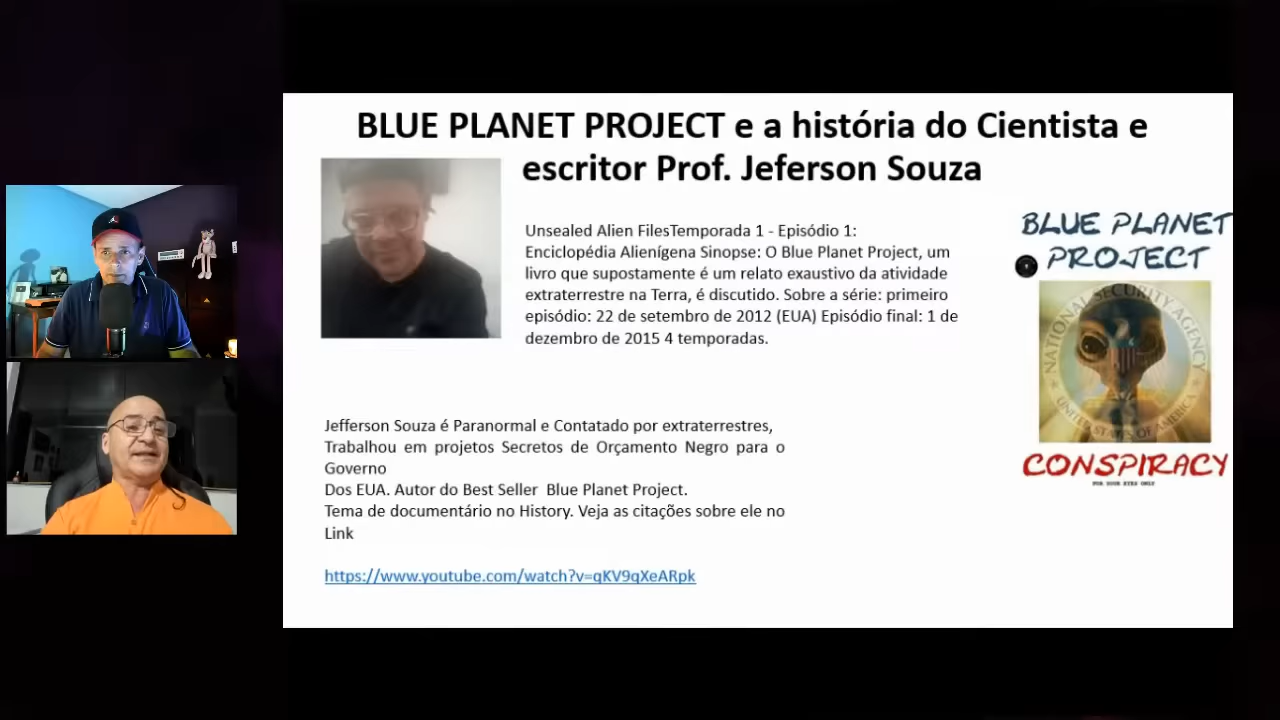 BLUE PLANET PROJECT e a história do Cientista e
escritor Prof. Jeferson Souza
Unsealed Alien FilesTemporada 1 - Episódio 1:
Enciclopédia Alienígena Sinopse: O Blue Planet Project, um
livro que supostamente é um relato exaustivo da atividade
extraterrestre na Terra, é discutido. Sobre a série: primeiro
episódio: 22 de setembro de 2012 (EUA) Episódio final: 1 de
dezembro de 2015 4 temporadas.
BLUE PLANET
PROJECT
NATIONAL SECURITY AGENCY
UNITED STATES OF AMERICA
CONSPIRACY
FOR YOUR EYES ONLY
Jefferson Souza é Paranormal e Contatado por extraterrestres,
Trabalhou em projetos Secretos de Orçamento Negro para o
Governo
Dos EUA. Autor do Best Seller Blue Planet Project.
Tema de documentário no History. Veja as citações sobre ele no
Link
https://www.youtube.com/watch?v=qKV9qXeARpk